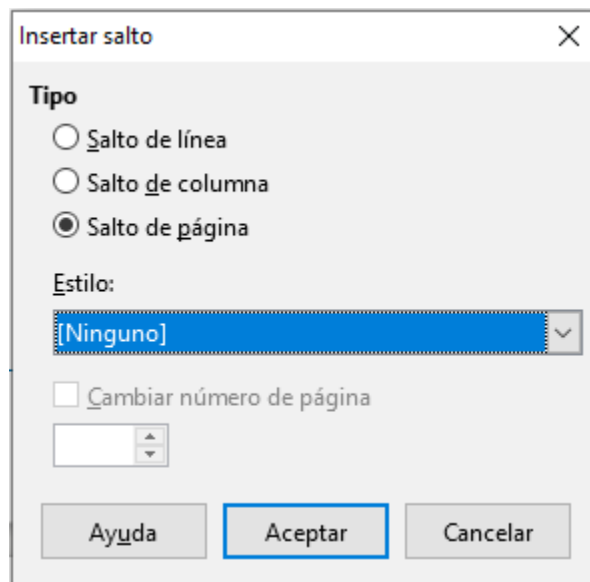 Insertar salto
Tipo
Salto de línea
Salto de columna
Salto de página
Estilo:
[Ninguno]
Cambiar número de página
Ayuda
Aceptar
Cancelar